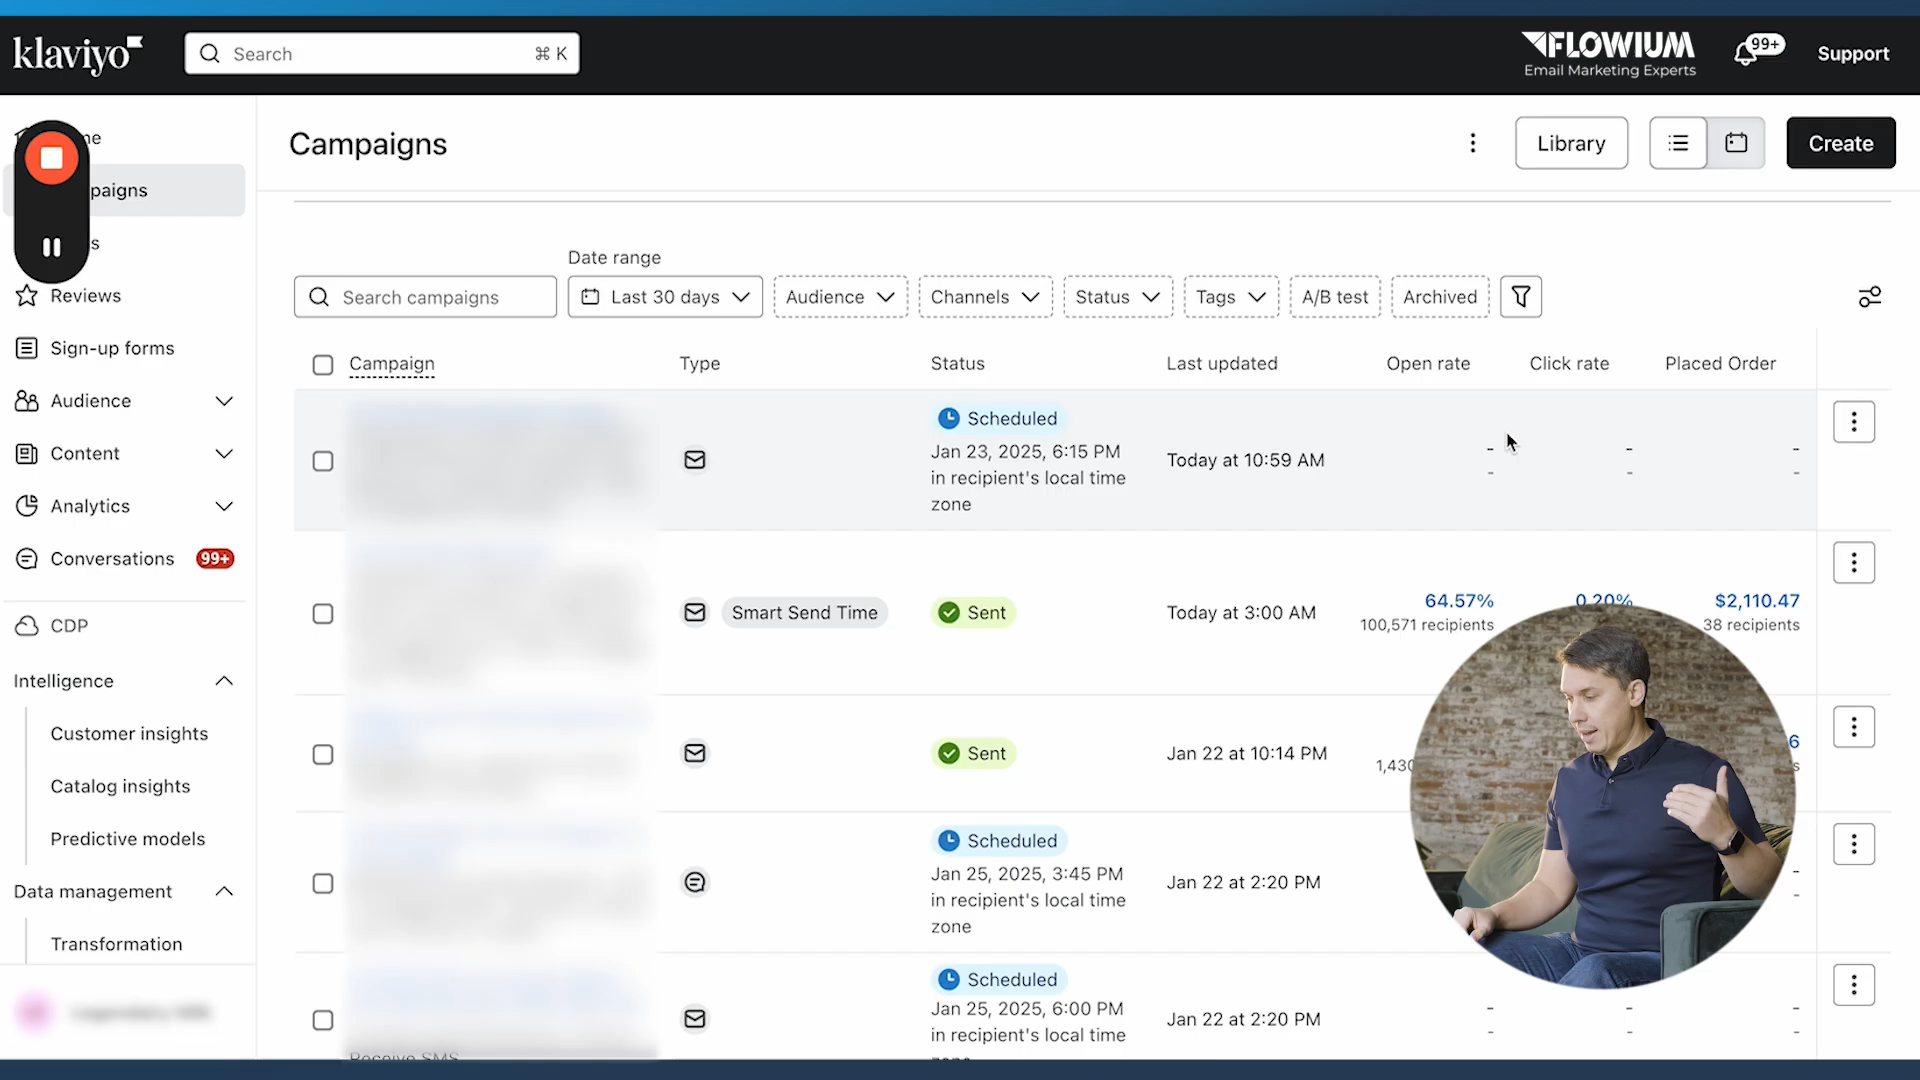 klaviyo
Search
⌘ K
FLOWIUM
Email Marketing Experts
99+
Support
paigns
s
Reviews
Sign-up forms
Audience
Content
Analytics
Conversations
99+
CDP
Intelligence
Customer insights
Catalog insights
Predictive models
Data management
Transformation
Campaigns
Library
Create
Date range
Search campaigns
Last 30 days
Audience
Channels
Status
Tags
A/B test
Archived
Campaign Type Status Last updated Open rate Click rate Placed Order
Scheduled
Jan 23, 2025, 6:15 PM
in recipient's local time
zone
Today at 10:59 AM
- - -
- - -
Smart Send Time
Sent
Today at 3:00 AM
64.57% 0.20% $2,110.47
100,571 recipients 38 recipients
Sent
Jan 22 at 10:14 PM
1,430
6
s
Scheduled
Jan 25, 2025, 3:45 PM
in recipient's local time
zone
Jan 22 at 2:20 PM
-
-
Scheduled
Jan 25, 2025, 6:00 PM
in recipient's local time
Jan 22 at 2:20 PM
- - -
- - -
Receive SMS